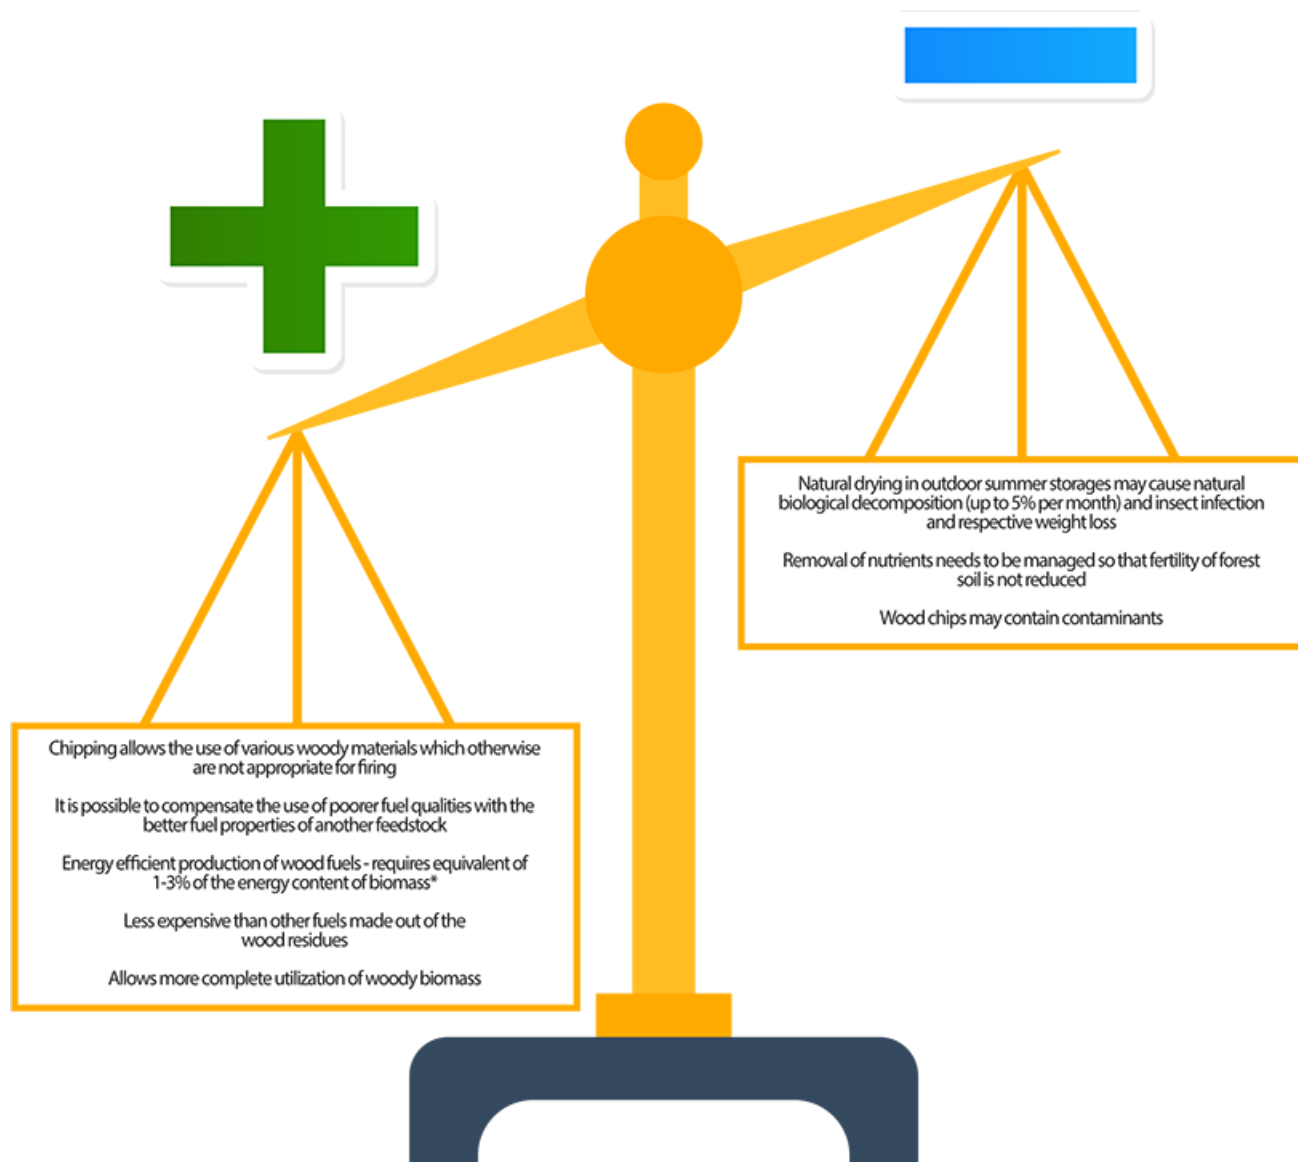 Natural drying in outdoor summer storages may cause natural
biological decomposition (up to 5% per month) and insect infection
and respective weight loss
Removal of nutrients needs to be managed so that fertility of forest
soil is not reduced
Wood chips may contain contaminants
Chipping allows the use of various woody materials which otherwise
are not appropriate for firing
It is possible to compensate the use of poorer fuel qualities with the
better fuel properties of another feedstock
Energy efficient production of wood fuels - requires equivalent of
1-3% of the energy content of biomass*
Less expensive than other fuels made out of the
wood residues
Allows more complete utilization of woody biomass